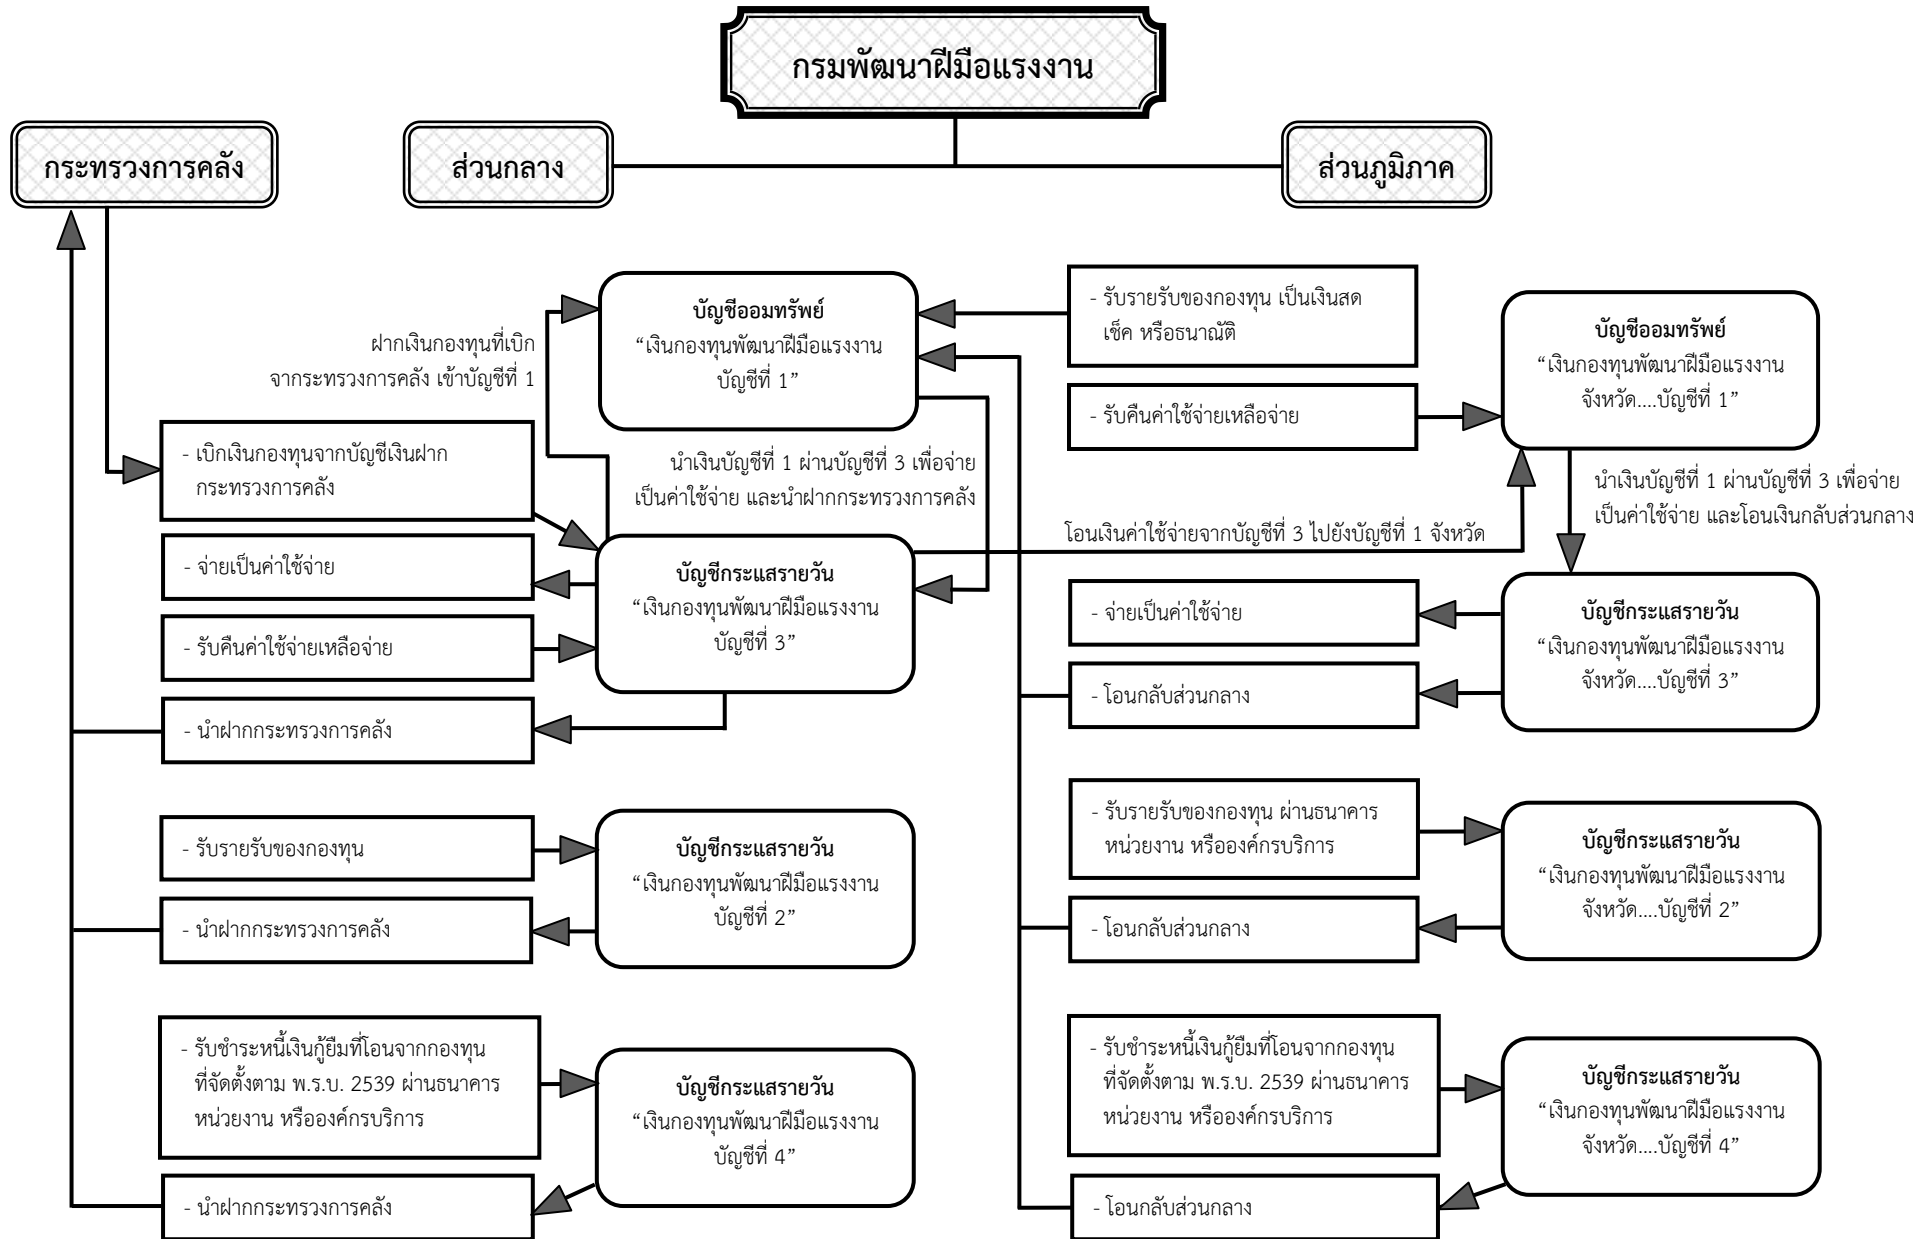 กรมพัฒนาฝีมือแรงงาน
กระทรวงการคลัง
ส่วนกลาง
ส่วนภูมิภาค
ฝากเงินกองทุนที่เบิก
จากระทรวงการคลัง เข้าบัญชีที่ 1
บัญชีออมทรัพย์
“เงินกองทุนพัฒนาฝีมือแรงงาน
บัญชีที่ 1”
- เบิกเงินกองทุนจากบัญชีเงินฝาก
กระทรวงการคลัง
นำเงินบัญชีที่ 1 ผ่านบัญชีที่ 3 เพื่อจ่าย
เป็นค่าใช้จ่าย และนำฝากกระทรวงการคลัง
- จ่ายเป็นค่าใช้จ่าย
- รับคืนค่าใช้จ่ายเหลือจ่าย
- นำฝากกระทรวงการคลัง
บัญชีกระแสรายวัน
“เงินกองทุนพัฒนาฝีมือแรงงาน
บัญชีที่ 3”
- รับรายรับของกองทุน
- นำฝากกระทรวงการคลัง
บัญชีกระแสรายวัน
“เงินกองทุนพัฒนาฝีมือแรงงาน
บัญชีที่ 2”
- รับชำระหนี้เงินกู้ยืมที่โอนจากกองทุน
ที่จัดตั้งตาม พ.ร.บ. 2539 ผ่านธนาคาร
หน่วยงาน หรือองค์กรบริการ
- นำฝากกระทรวงการคลัง
บัญชีกระแสรายวัน
“เงินกองทุนพัฒนาฝีมือแรงงาน
บัญชีที่ 4”
- รับรายรับของกองทุน เป็นเงินสด
เช็ค หรือธนาณัติ
- รับคืนค่าใช้จ่ายเหลือจ่าย
บัญชีออมทรัพย์
“เงินกองทุนพัฒนาฝีมือแรงงาน
จังหวัด....บัญชีที่ 1”
นำเงินบัญชีที่ 1 ผ่านบัญชีที่ 3 เพื่อจ่าย
เป็นค่าใช้จ่าย และโอนเงินกลับส่วนกลาง
โอนเงินค่าใช้จ่ายจากบัญชีที่ 3 ไปยังบัญชีที่ 1 จังหวัด
- จ่ายเป็นค่าใช้จ่าย
- โอนกลับส่วนกลาง
บัญชีกระแสรายวัน
“เงินกองทุนพัฒนาฝีมือแรงงาน
จังหวัด....บัญชีที่ 3”
- รับรายรับของกองทุน ผ่านธนาคาร
หน่วยงาน หรือองค์กรบริการ
- โอนกลับส่วนกลาง
บัญชีกระแสรายวัน
“เงินกองทุนพัฒนาฝีมือแรงงาน
จังหวัด....บัญชีที่ 2”
- รับชำระหนี้เงินกู้ยืมที่โอนจากกองทุน
ที่จัดตั้งตาม พ.ร.บ. 2539 ผ่านธนาคาร
หน่วยงาน หรือองค์กรบริการ
- โอนกลับส่วนกลาง
บัญชีกระแสรายวัน
“เงินกองทุนพัฒนาฝีมือแรงงาน
จังหวัด....บัญชีที่ 4”